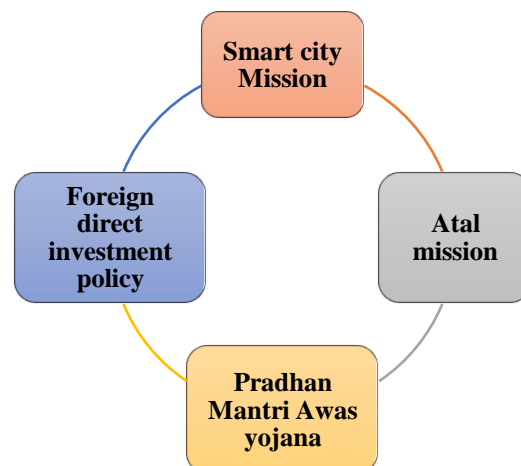 Smart city
Mission
Atal
mission
Pradhan
Mantri Awas
yojana
Foreign
direct
investment
policy